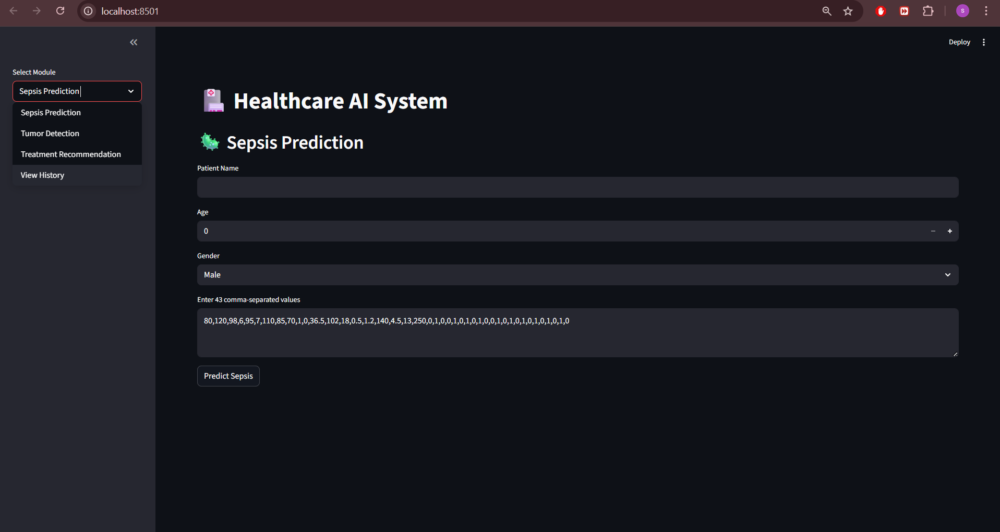 localhost:8501
S
Deploy
Select Module
Sepsis Prediction
Sepsis Prediction
Tumor Detection
Treatment Recommendation
View History
Healthcare AI System
Sepsis Prediction
Patient Name
Age
0
Gender
Male
Enter 43 comma-separated values
80,120,98,6,95,7,110,85,70,1,0,36.5,102,18,0.5,1.2,140,4.5,13,250,0,1,0,0,1,0,1,0,1,0,0,1,0,1,0,1,0,1,0,1,0,1,0
Predict Sepsis